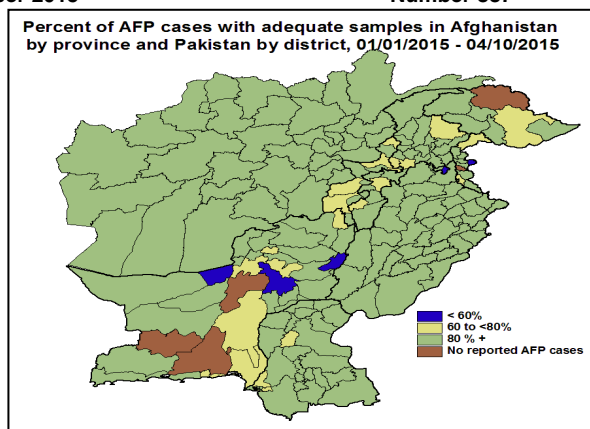 Percent of AFP cases with adequate samples in Afghanistan
by province and Pakistan by district, 01/01/2015 - 04/10/2015
< 60%
60 to <80%
80 % +
No reported AFP cases